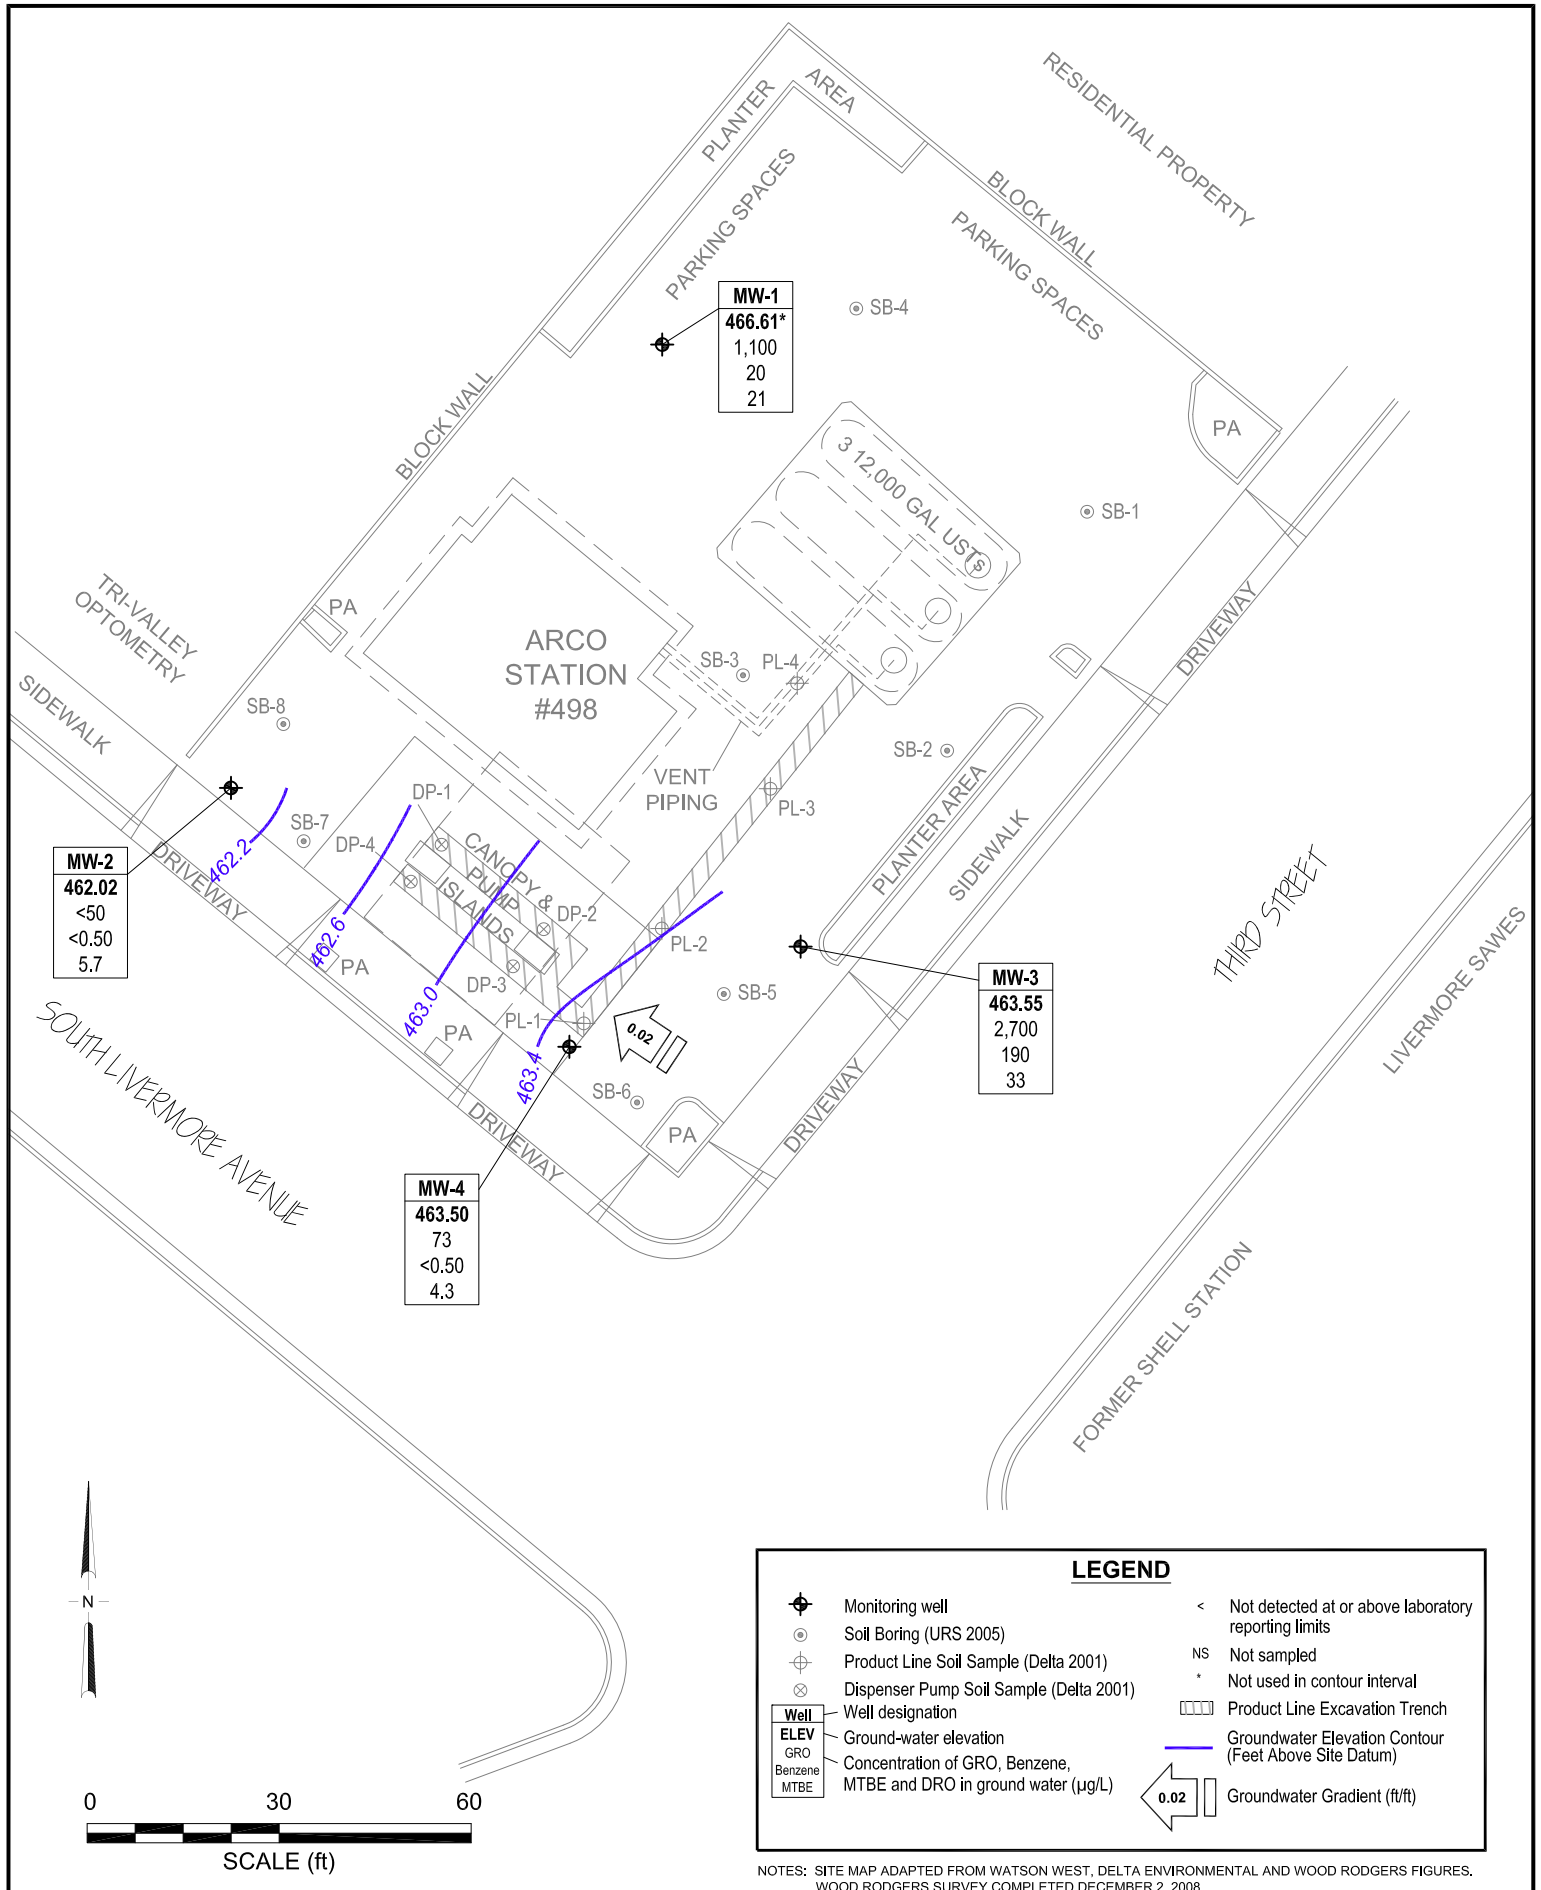 RESIDENTIAL PROPERTY
PLANTER
AREA
PARKING SPACES
BLOCK WALL
PARKING SPACES
MW-1
466.61*
1,100
20
21
SB-4
BLOCK WALL
PA
3 12,000 GAL USTs
SB-1
TRI-VALLEY
OPTOMETRY
PA
ARCO
STATION
#498
SB-3
PL-4
DRIVEWAY
SIDEWALK
SB-8
SB-2
VENT
PIPING
PL-3
DP-1
SB-7
DP-4
CANOPY &
PUMP
ISLANDS
DP-2
PLANTER AREA
SIDEWALK
462.2
DRIVEWAY
MW-2
462.02
<50
<0.50
5.7
462.6
PA
DP-3
PL-2
THIRD STREET
LIVERMORE SAWES
463.0
PA
PL-1
SB-5
MW-3
463.55
2,700
190
33
0.02
463.4
SOUTH LIVERMORE AVENUE
SB-6
PA
DRIVEWAY
DRIVEWAY
MW-4
463.50
73
<0.50
4.3
FORMER SHELL STATION
N
0 30 60
SCALE (ft)
LEGEND
Monitoring well
Soil Boring (URS 2005)
Product Line Soil Sample (Delta 2001)
Dispenser Pump Soil Sample (Delta 2001)
Well
Well designation
ELEV
Ground-water elevation
GRO
Benzene
MTBE
Concentration of GRO, Benzene,
MTBE and DRO in ground water (µg/L)
< Not detected at or above laboratory
reporting limits
NS Not sampled
* Not used in contour interval
Product Line Excavation Trench
Groundwater Elevation Contour
(Feet Above Site Datum)
0.02
Groundwater Gradient (ft/ft)
NOTES: SITE MAP ADAPTED FROM WATSON WEST, DELTA ENVIRONMENTAL AND WOOD RODGERS FIGURES.
WOOD RODGERS SURVEY COMPLETED DECEMBER 2, 2008